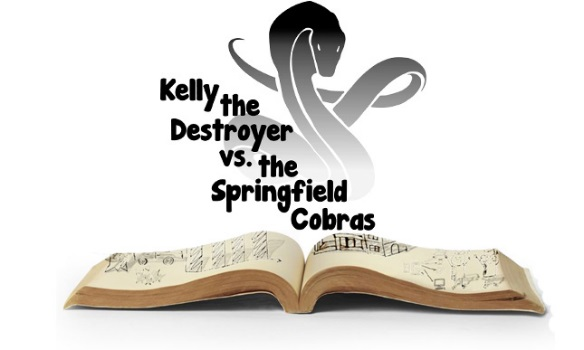 Kelly the
Destroyer
vs. the
Springfield
Cobras